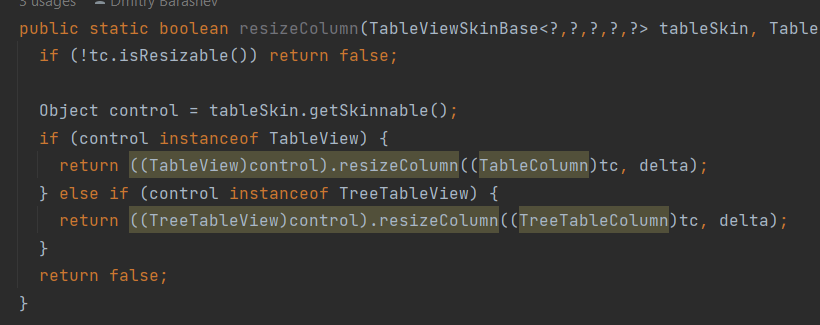 3 usages Dmitry Barashev
public static boolean resizeColumn(TableViewSkinBase<?,?,?,?,?> tableSkin, Table
if (!tc.isResizable()) return false;
Object control = tableSkin.getSkinnable();
if (control instanceof TableView) {
return ((TableView)control).resizeColumn((TableColumn)tc, delta);
} else if (control instanceof TreeTableView) {
return ((TreeTableView)control).resizeColumn((TreeTableColumn)tc, delta);
}
return false;
}